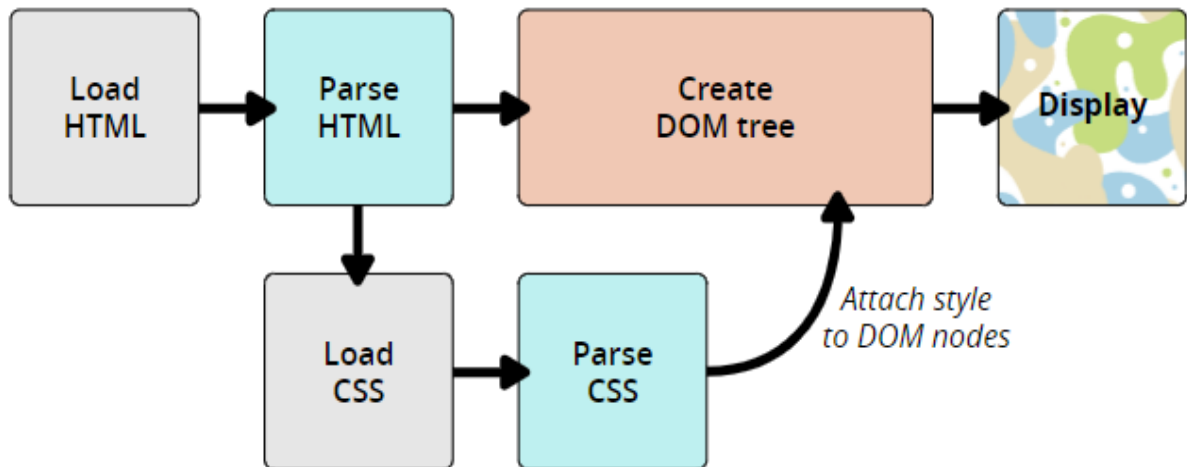 Load
HTML
Parse
HTML
Create
DOM tree
Display
Load
CSS
Parse
CSS
Attach style
to DOM nodes